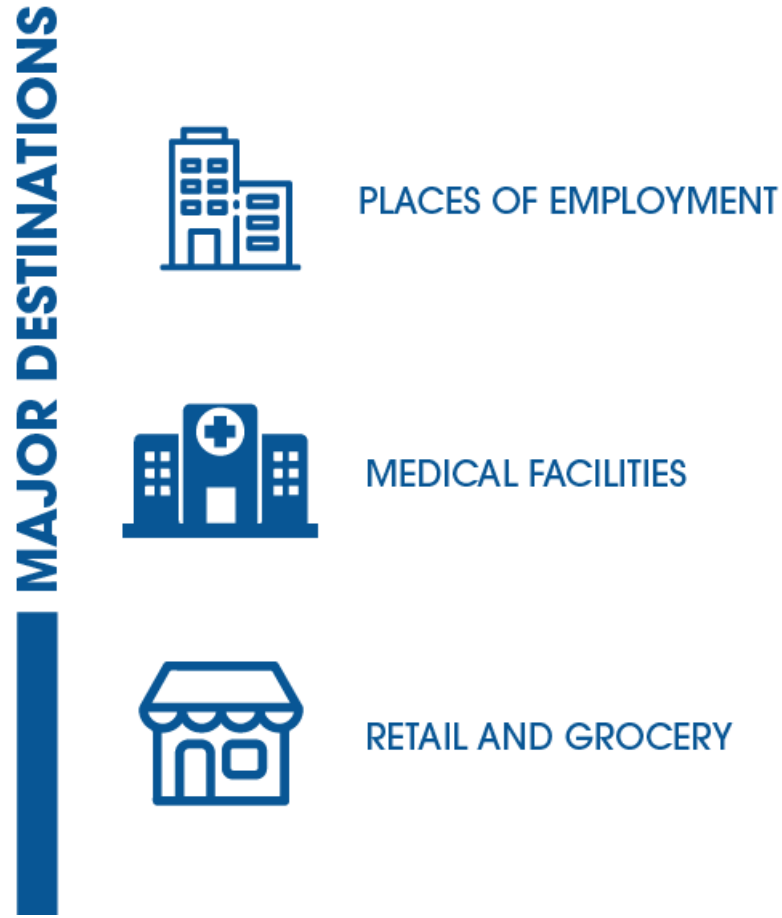 MAJOR DESTINATIONS
PLACES OF EMPLOYMENT
MEDICAL FACILITIES
RETAIL AND GROCERY